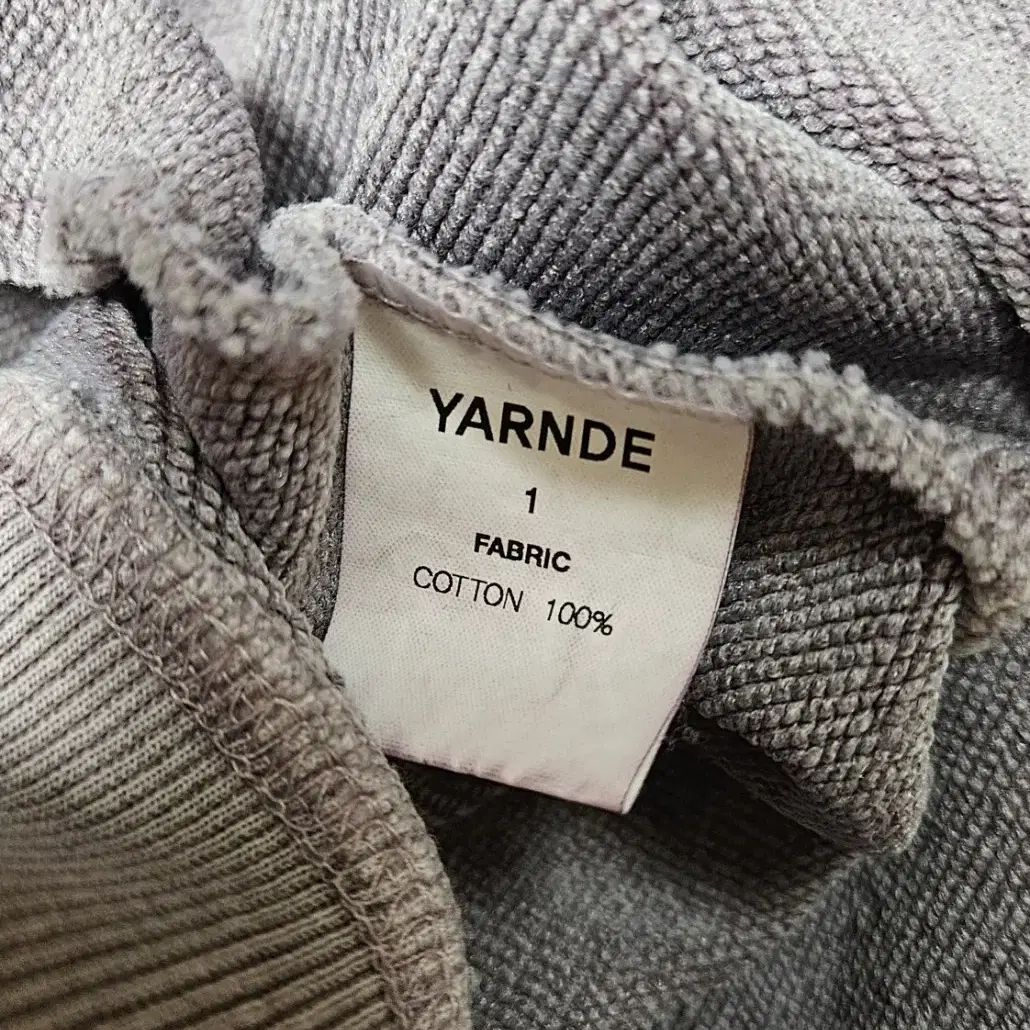 YARNDE
1
FABRIC
COTTON 100%